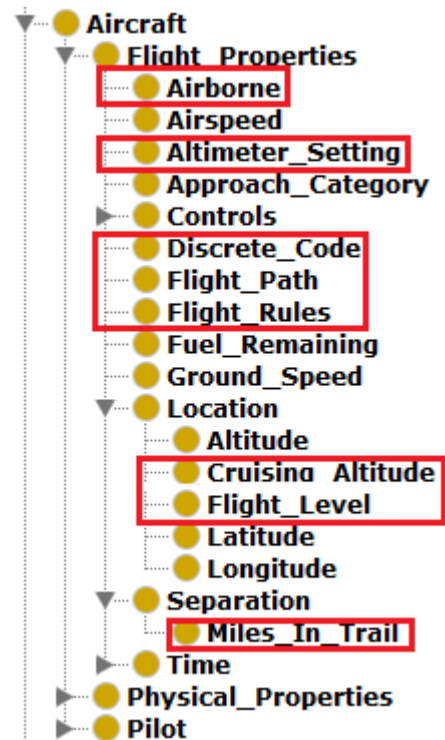 Aircraft
Flight_Properties
Airborne
Airspeed
Altimeter_Setting
Approach_Category
Controls
Discrete_Code
Flight_Path
Flight_Rules
Fuel_Remaining
Ground_Speed
Location
Altitude
Cruising_Altitude
Flight_Level
Latitude
Longitude
Separation
Miles_In_Trail
Time
Physical_Properties
Pilot